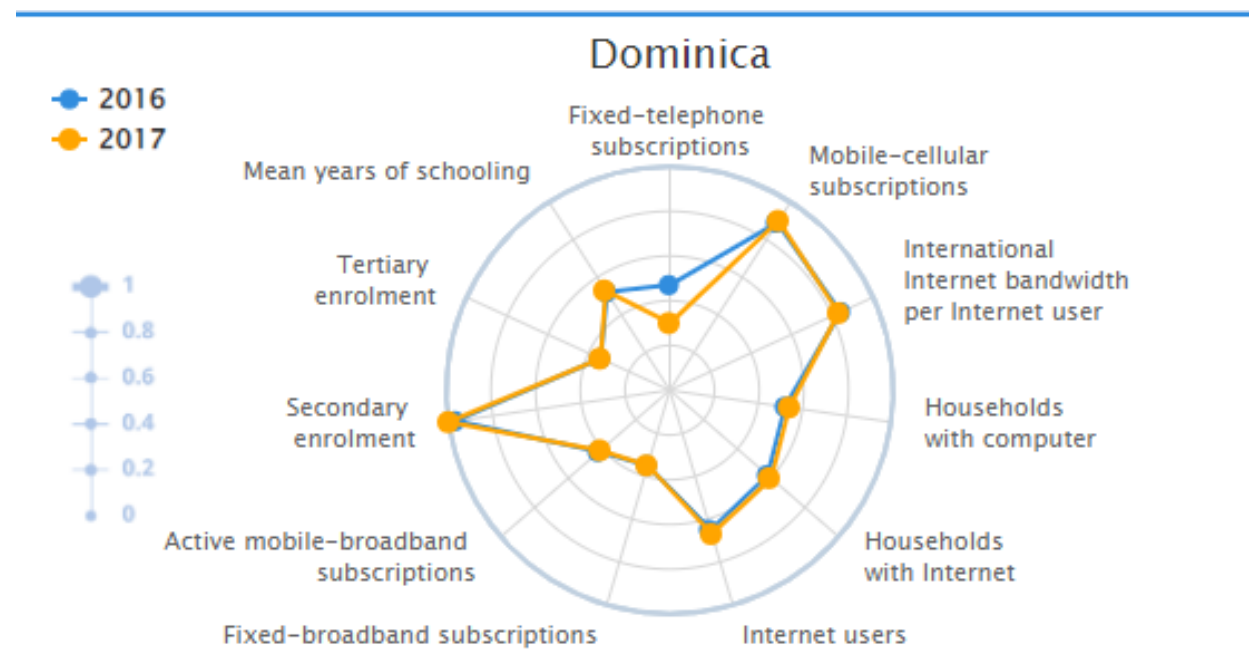 Dominica
2016
2017
Fixed-telephone
subscriptions
Mobile-cellular
subscriptions
International
Internet bandwidth
per Internet user
Households
with computer
Households
with Internet
Internet users
Fixed-broadband subscriptions
Active mobile-broadband
subscriptions
Secondary
enrolment
Tertiary
enrolment
Mean years of schooling
1
0.8
0.6
0.4
0.2
0